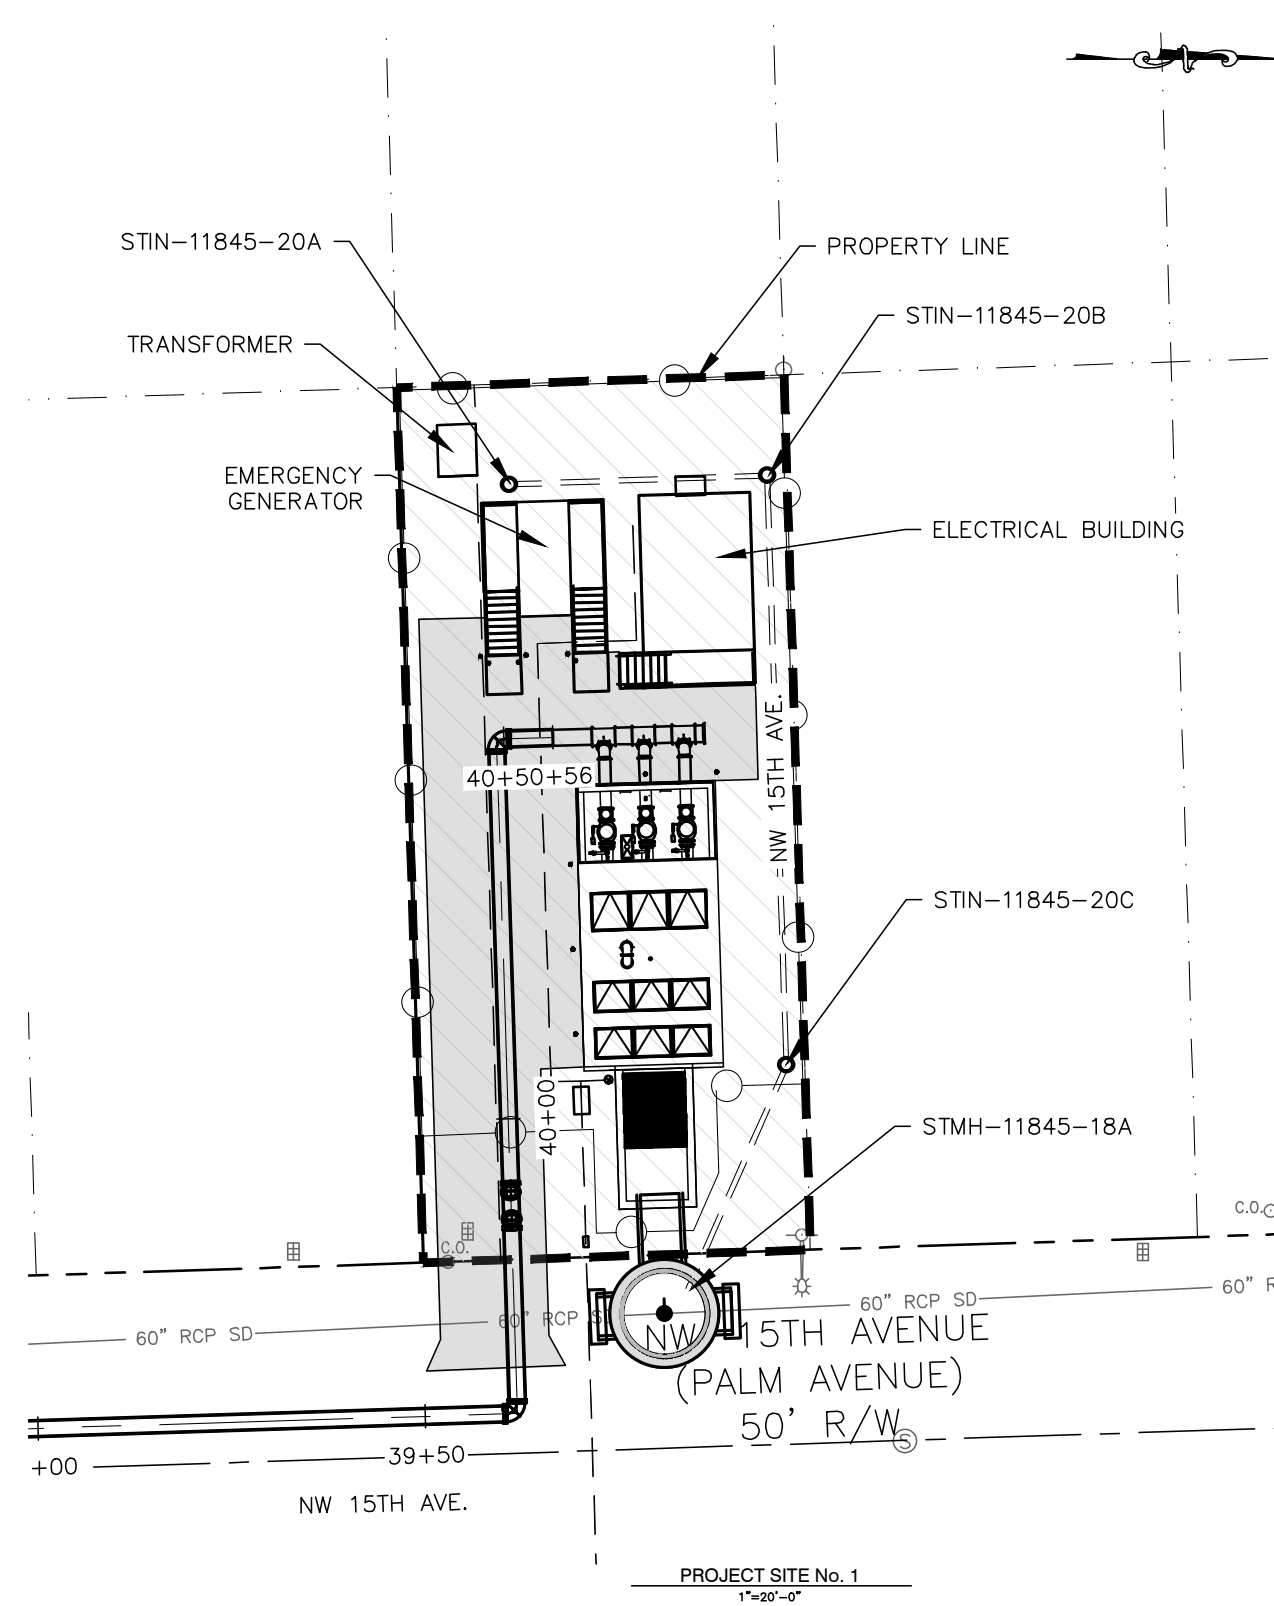 STIN-11845-20A
PROPERTY LINE
STIN-11845-20B
TRANSFORMER
EMERGENCY
GENERATOR
ELECTRICAL BUILDING
NW 15TH AVE.
40+50+56
STIN-11845-20C
40+00
STMH-11845-18A
C.O.
C.O.
60" RCP SD
60" RCP S
60" RCP SD
60" R
NW 15TH AVENUE
(PALM AVENUE)
50' R/W
S
39+50
+00
NW 15TH AVE.
PROJECT SITE No. 1
1"=20'-0"